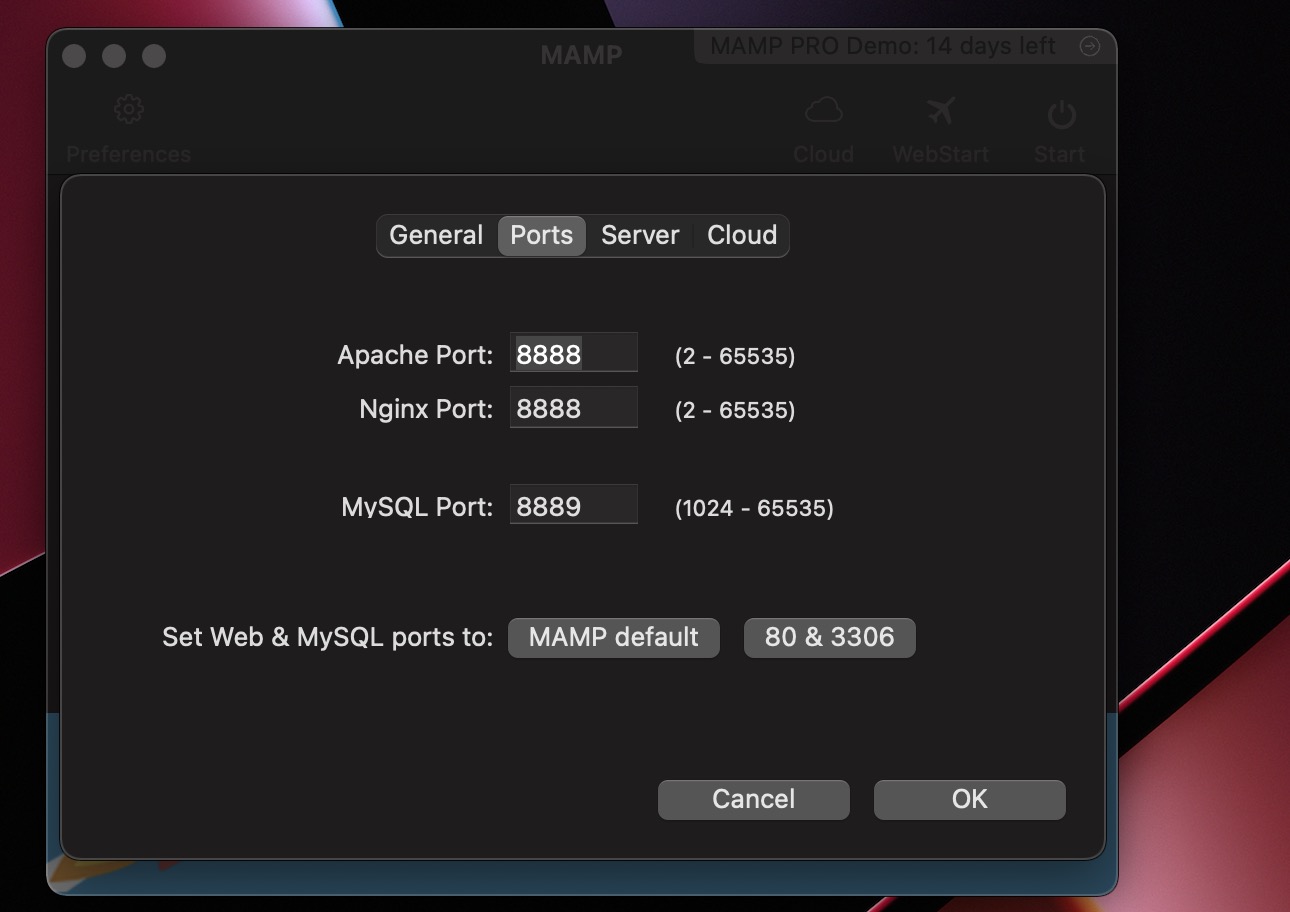 MAMP
MAMP PRO Demo: 14 days left
Preferences
Cloud
WebStart
Start
General Ports Server Cloud
Apache Port: 8888 (2 - 65535)
Nginx Port: 8888 (2 - 65535)
MySQL Port: 8889 (1024 - 65535)
Set Web & MySQL ports to: MAMP default 80 & 3306
Cancel OK